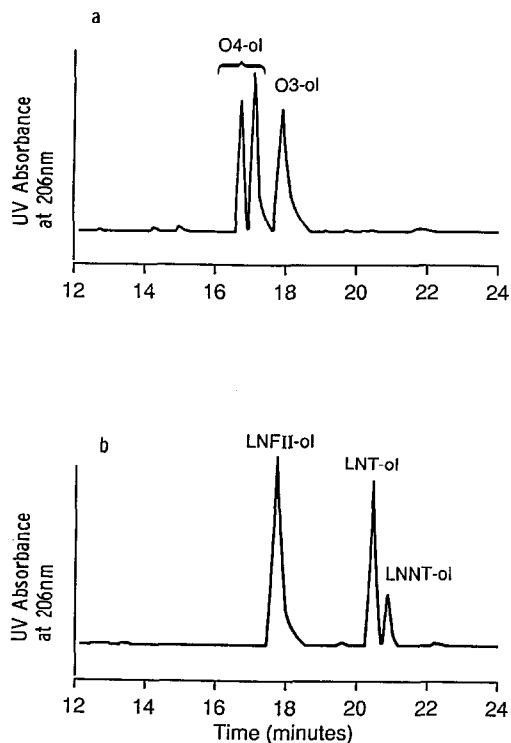 a
O4-ol
O3-ol
UV Absorbance
at 206nm
12 14 16 18 20 22 24
b
LNFII-ol
LNT-ol
LNNT-ol
UV Absorbance
at 206nm
12 14 16 18 20 22 24
Time (minutes)